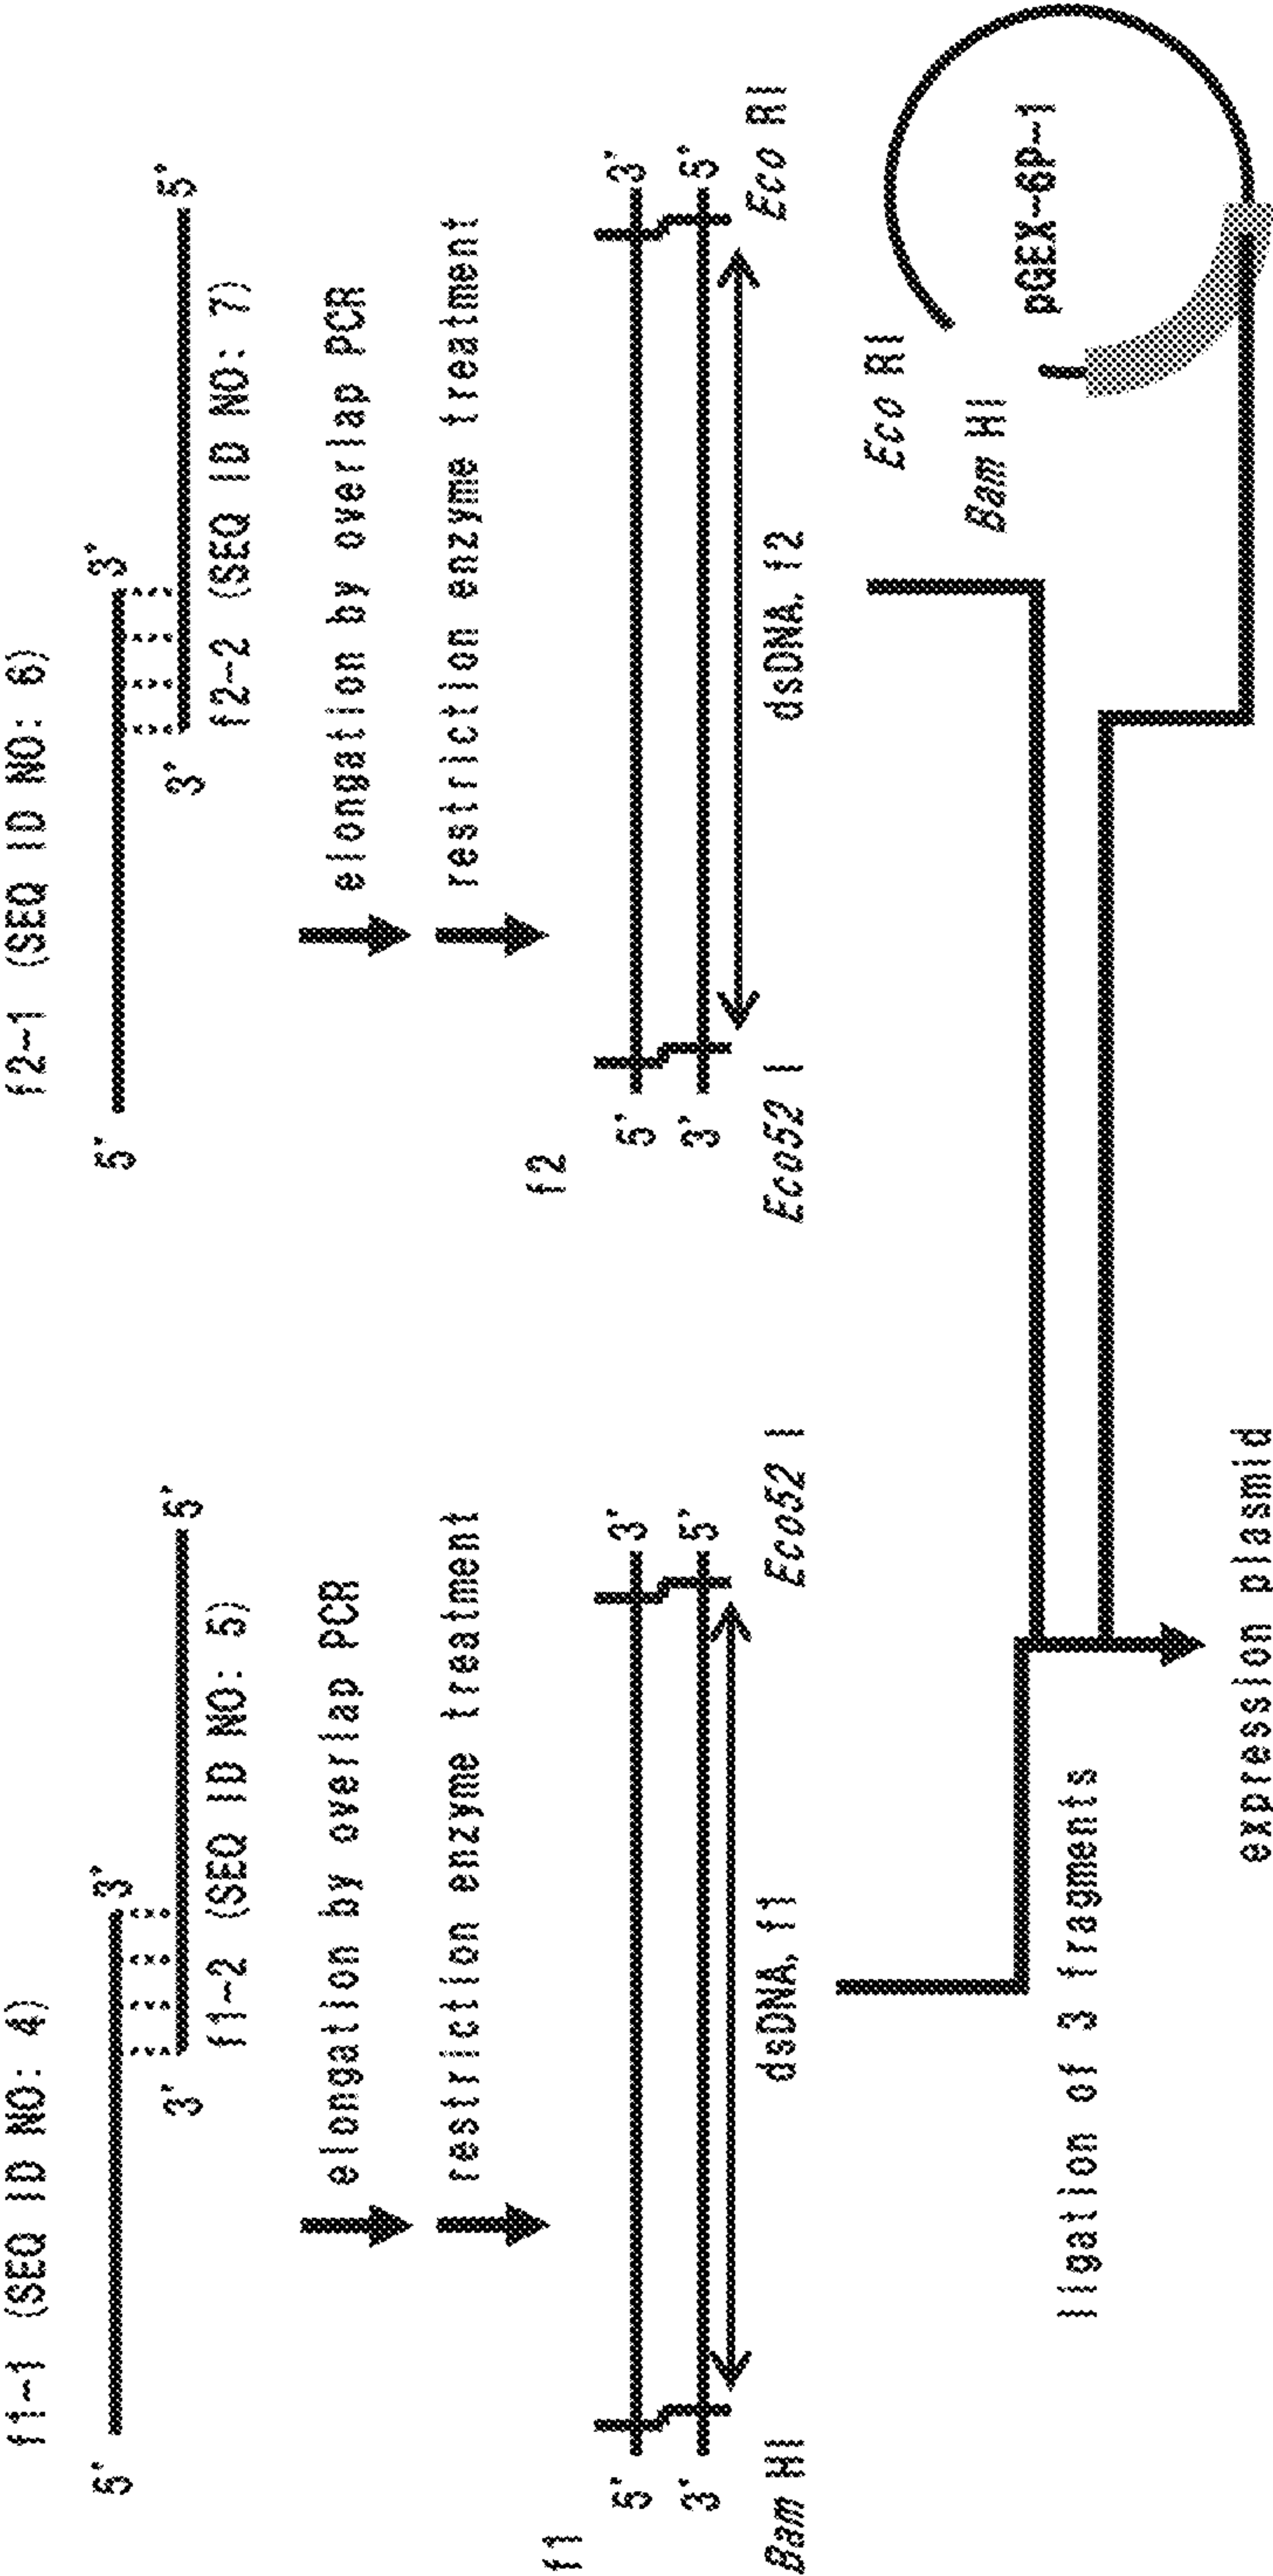 f1-1 (SEQ ID NO: 4)
5' 3'
3' 5'
f1-2 (SEQ ID NO: 5)
elongation by overlap PCR
restriction enzyme treatment
f1
5' 3'
3' 5'
Bam HI
Eco52 I
dsDNA, f1
f2-1 (SEQ ID NO: 6)
5' 3'
3' 5'
f2-2 (SEQ ID NO: 7)
elongation by overlap PCR
restriction enzyme treatment
f2
5' 3'
3' 5'
Eco52 I
Eco RI
dsDNA, f2
Eco RI
Bam HI
pGEX-6P-1
ligation of 3 fragments
expression plasmid